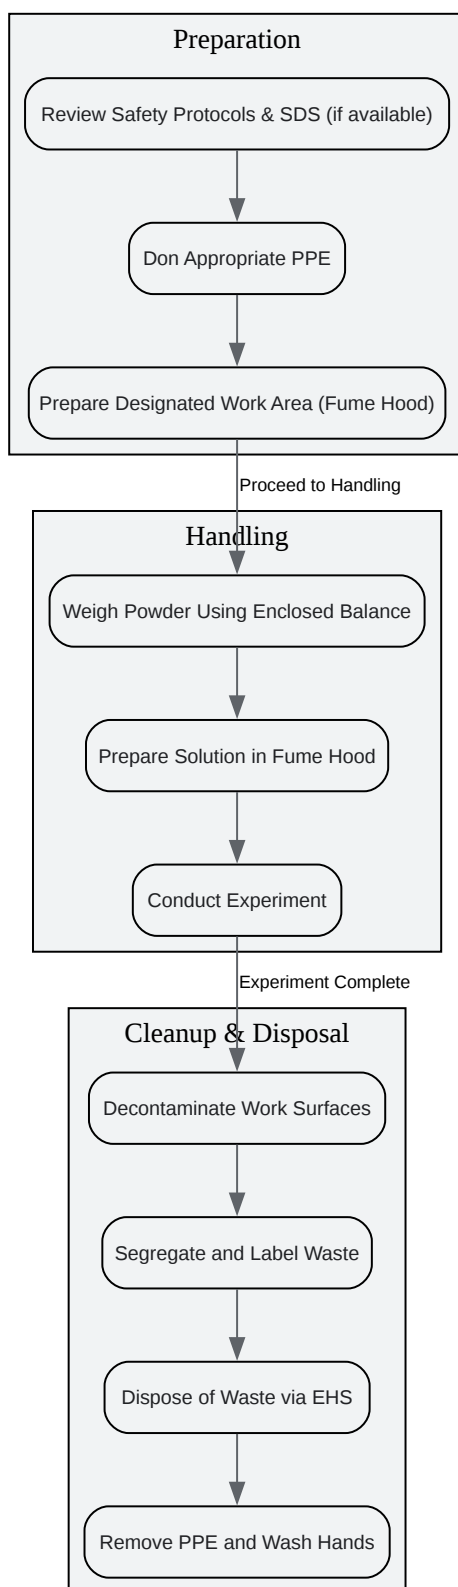 Preparation
Review Safety Protocols & SDS (if available)
Don Appropriate PPE
Prepare Designated Work Area (Fume Hood)
Proceed to Handling
Handling
Weigh Powder Using Enclosed Balance
Prepare Solution in Fume Hood
Conduct Experiment
Experiment Complete
Cleanup & Disposal
Decontaminate Work Surfaces
Segregate and Label Waste
Dispose of Waste via EHS
Remove PPE and Wash Hands